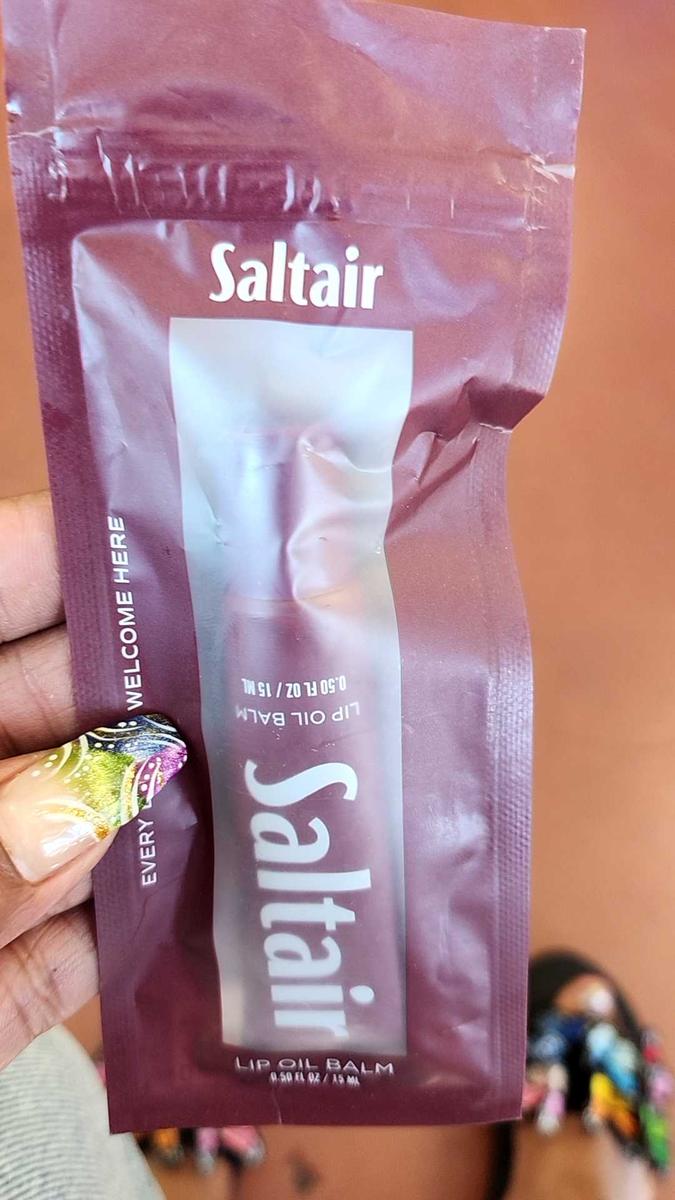 Saltair
EVERY
WELCOME HERE
0.50 FL OZ / 15 ML
LIP OIL BALM
Saltair
LIP OIL BALM
0.50 FL OZ / 15 ML